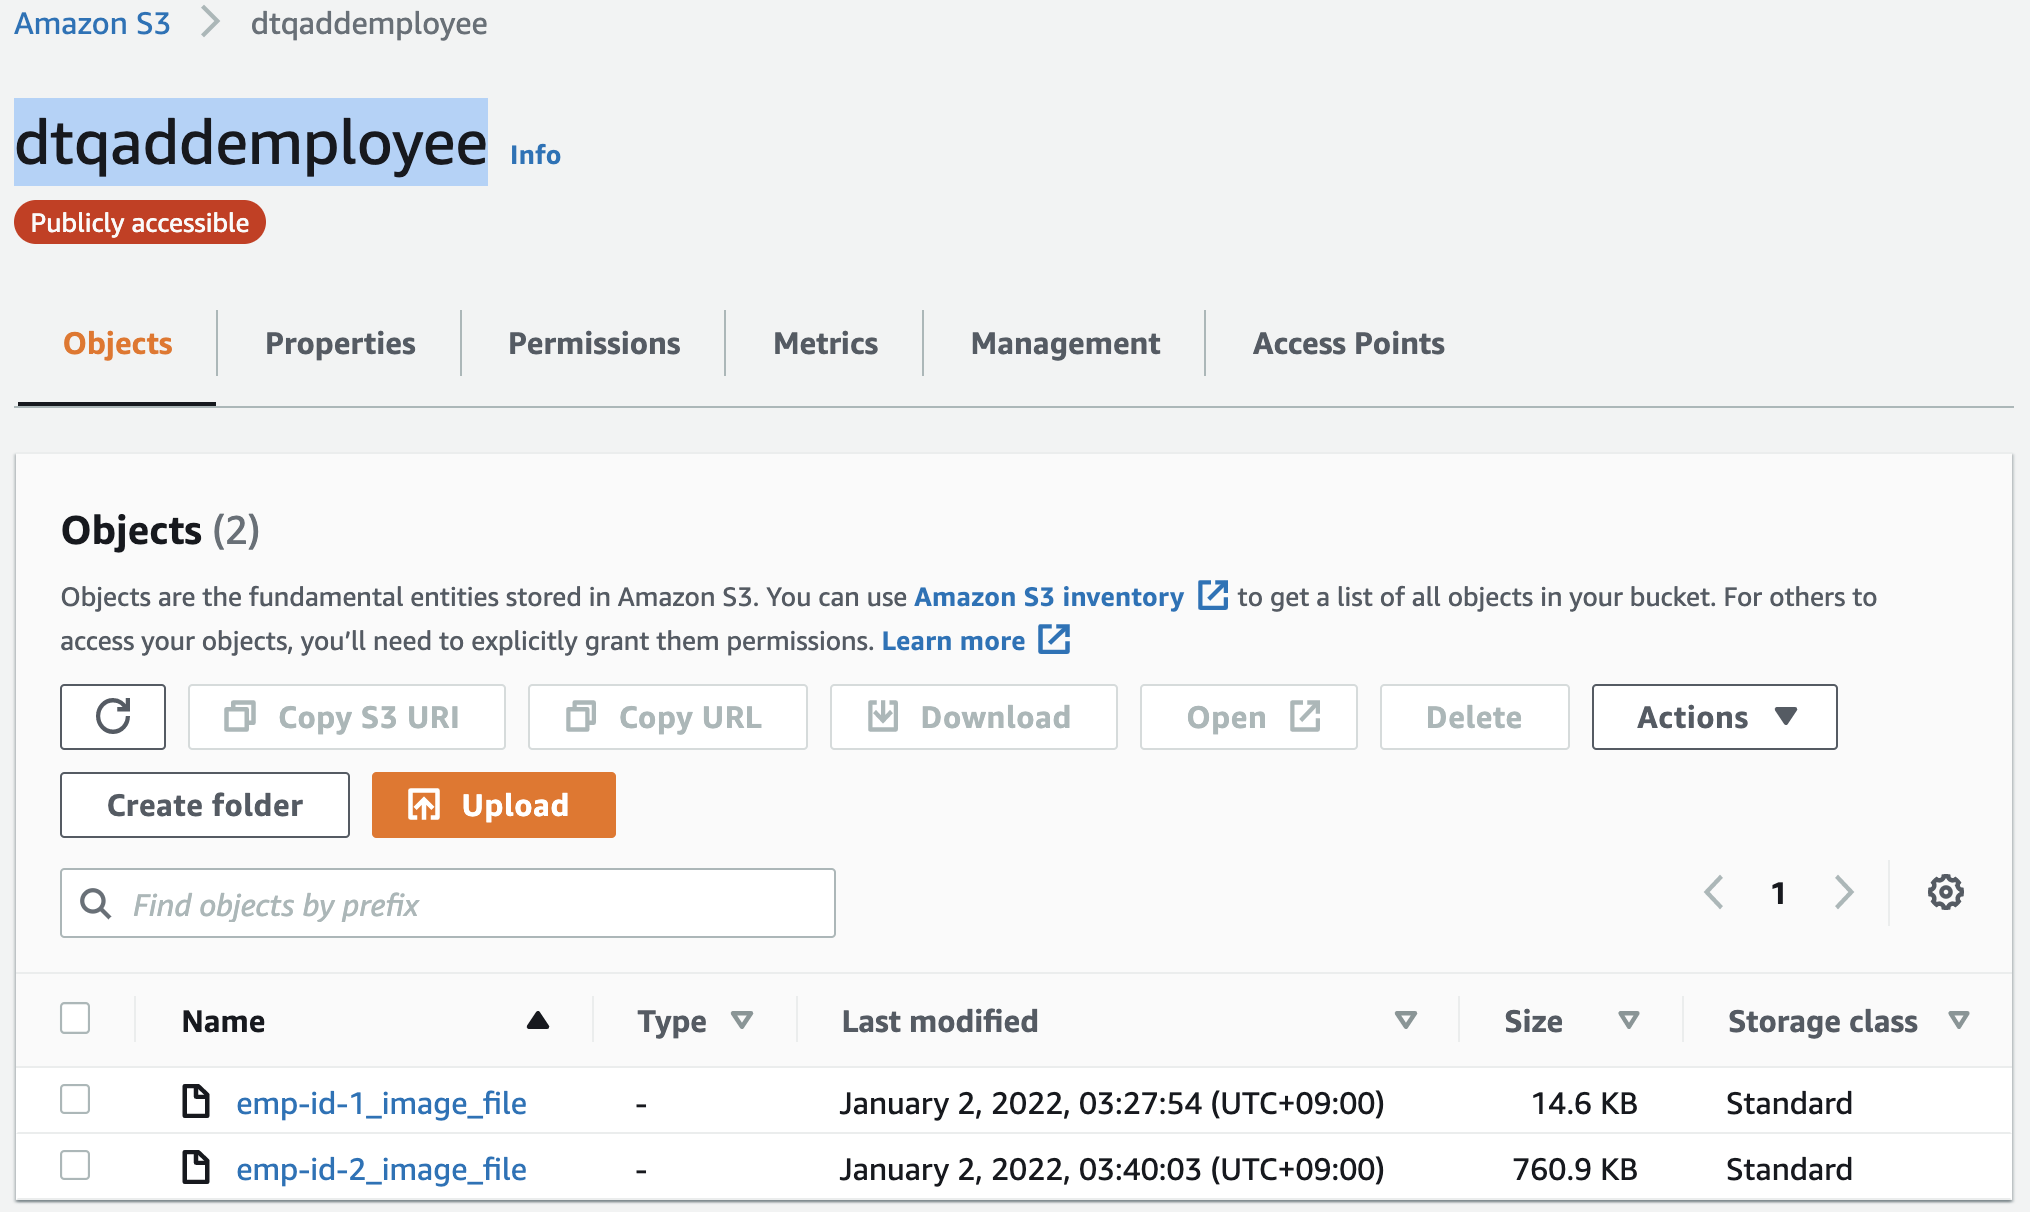 Amazon S3 > dtqaddemployee
dtqaddemployee Info
Publicly accessible
Objects Properties Permissions Metrics Management Access Points
Objects (2)
Objects are the fundamental entities stored in Amazon S3. You can use Amazon S3 inventory to get a list of all objects in your bucket. For others to
access your objects, you’ll need to explicitly grant them permissions. Learn more
Copy S3 URI Copy URL Download Open Delete Actions
Create folder Upload
Find objects by prefix 1
Name Type Last modified Size Storage class
emp-id-1_image_file - January 2, 2022, 03:27:54 (UTC+09:00) 14.6 KB Standard
emp-id-2_image_file - January 2, 2022, 03:40:03 (UTC+09:00) 760.9 KB Standard